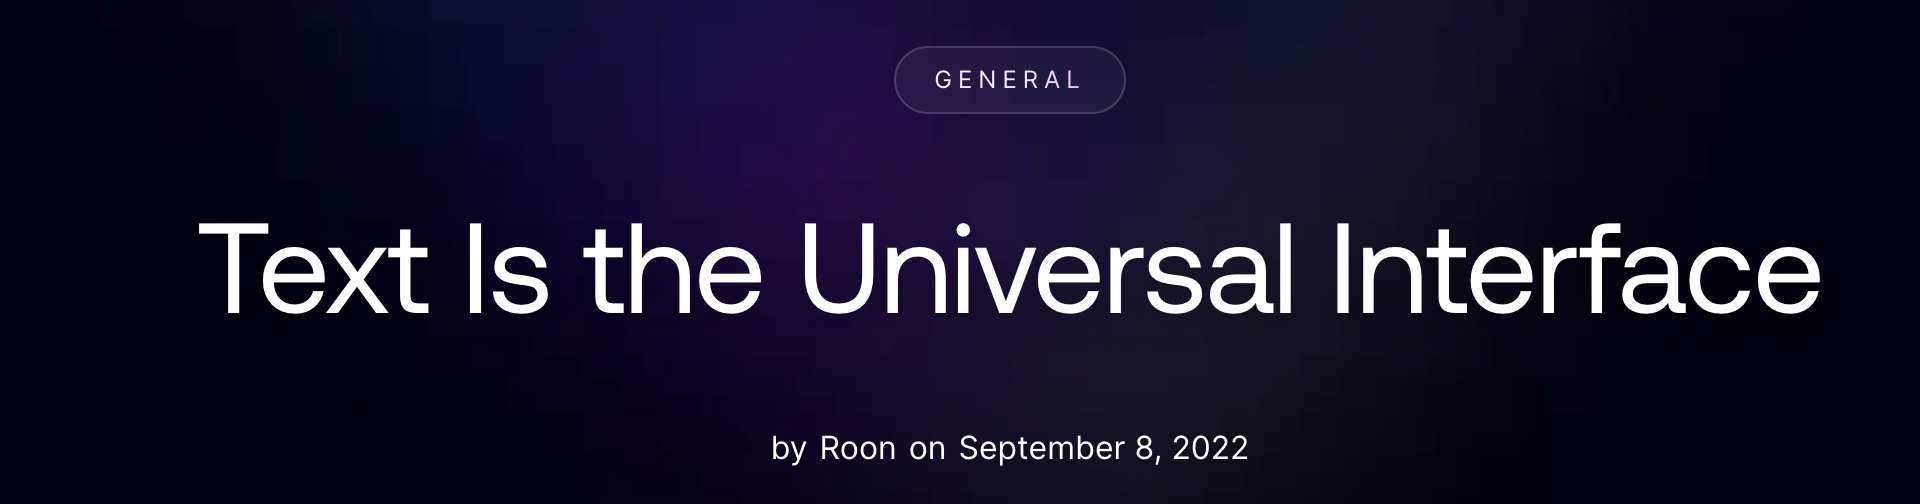 GENERAL
Text Is the Universal Interface
by Roon on September 8, 2022